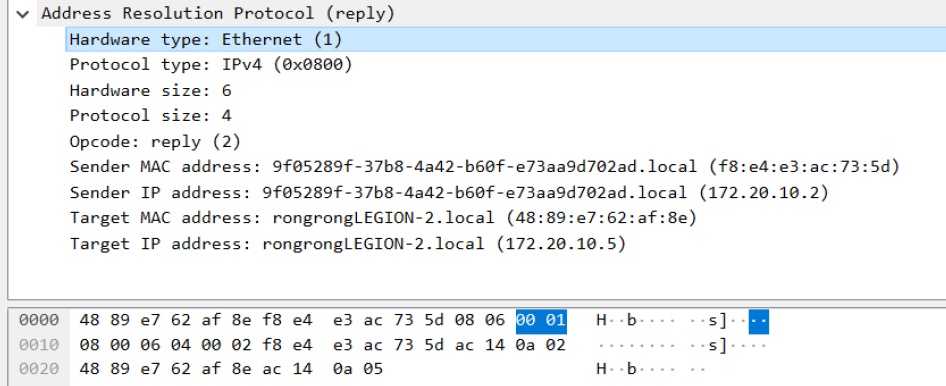 Address Resolution Protocol (reply)
Hardware type: Ethernet (1)
Protocol type: IPv4 (0x0800)
Hardware size: 6
Protocol size: 4
Opcode: reply (2)
Sender MAC address: 9f05289f-37b8-4a42-b60f-e73aa9d702ad.local (f8:e4:e3:ac:73:5d)
Sender IP address: 9f05289f-37b8-4a42-b60f-e73aa9d702ad.local (172.20.10.2)
Target MAC address: rongrongLEGION-2.local (48:89:e7:62:af:8e)
Target IP address: rongrongLEGION-2.local (172.20.10.5)
0000 48 89 e7 62 af 8e f8 e4 e3 ac 73 5d 08 06 00 01 H··b···· ··s]····
0010 08 00 06 04 00 02 f8 e4 e3 ac 73 5d ac 14 0a 02 ········ ··s]····
0020 48 89 e7 62 af 8e ac 14 0a 05 H··b···· ··